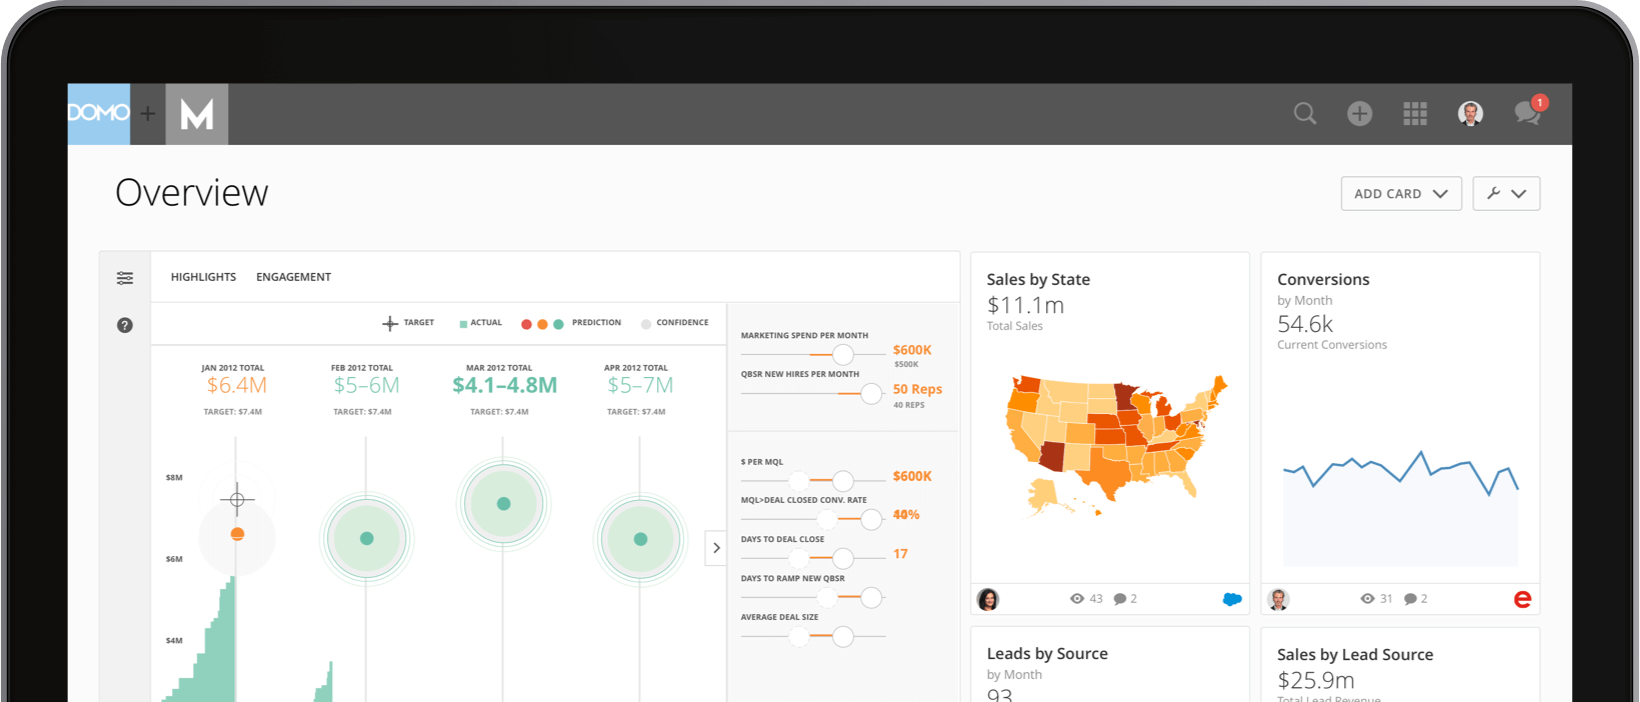 DOMO
+
M
1
Overview
ADD CARD
HIGHLIGHTS ENGAGEMENT
?
TARGET ACTUAL PREDICTION CONFIDENCE
JAN 2012 TOTAL
$6.4M
TARGET: $7.4M
FEB 2012 TOTAL
$5–6M
TARGET: $7.4M
MAR 2012 TOTAL
$4.1–4.8M
TARGET: $7.4M
APR 2012 TOTAL
$5–7M
TARGET: $7.4M
$8M
$6M
$4M
MARKETING SPEND PER MONTH
$600K
$500K
QBSR NEW HIRES PER MONTH
50 Reps
40 REPS
$ PER MQL
$600K
MQL>DEAL CLOSED CONV. RATE
DAYS TO DEAL CLOSE
17
DAYS TO RAMP NEW QBSR
AVERAGE DEAL SIZE
Sales by State
$11.1m
Total Sales
43 2
Conversions
by Month
54.6k
Current Conversions
31 2
e
Leads by Source
by Month
93
Sales by Lead Source
$25.9m
Total Lead Revenue